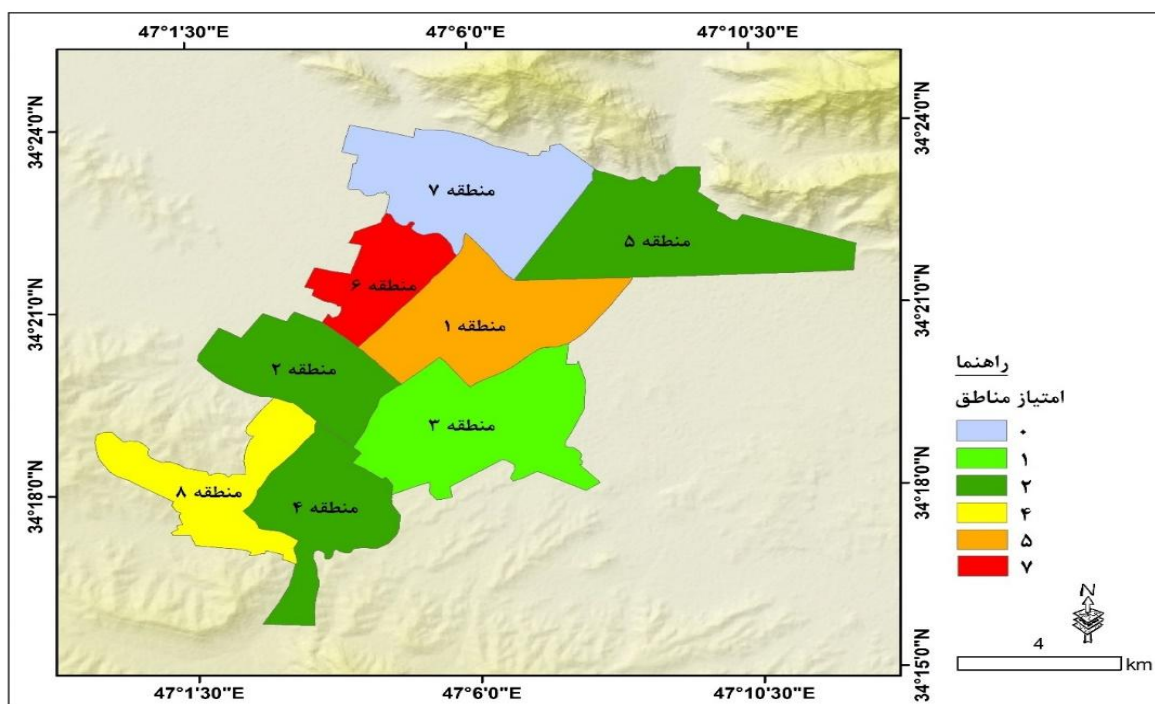 47°1'30"E
47°6'0"E
47°10'30"E
34°24'0"N
34°24'0"N
منطقه ۷
منطقه ۵
منطقه ۶
34°21'0"N
34°21'0"N
منطقه ۱
منطقه ۲
منطقه ۳
34°18'0"N
34°18'0"N
منطقه ۸
منطقه ۴
34°15'0"N
47°1'30"E
47°6'0"E
47°10'30"E
راهنما
امتیاز مناطق
۰
۱
۲
۴
۵
۷
N
4
km